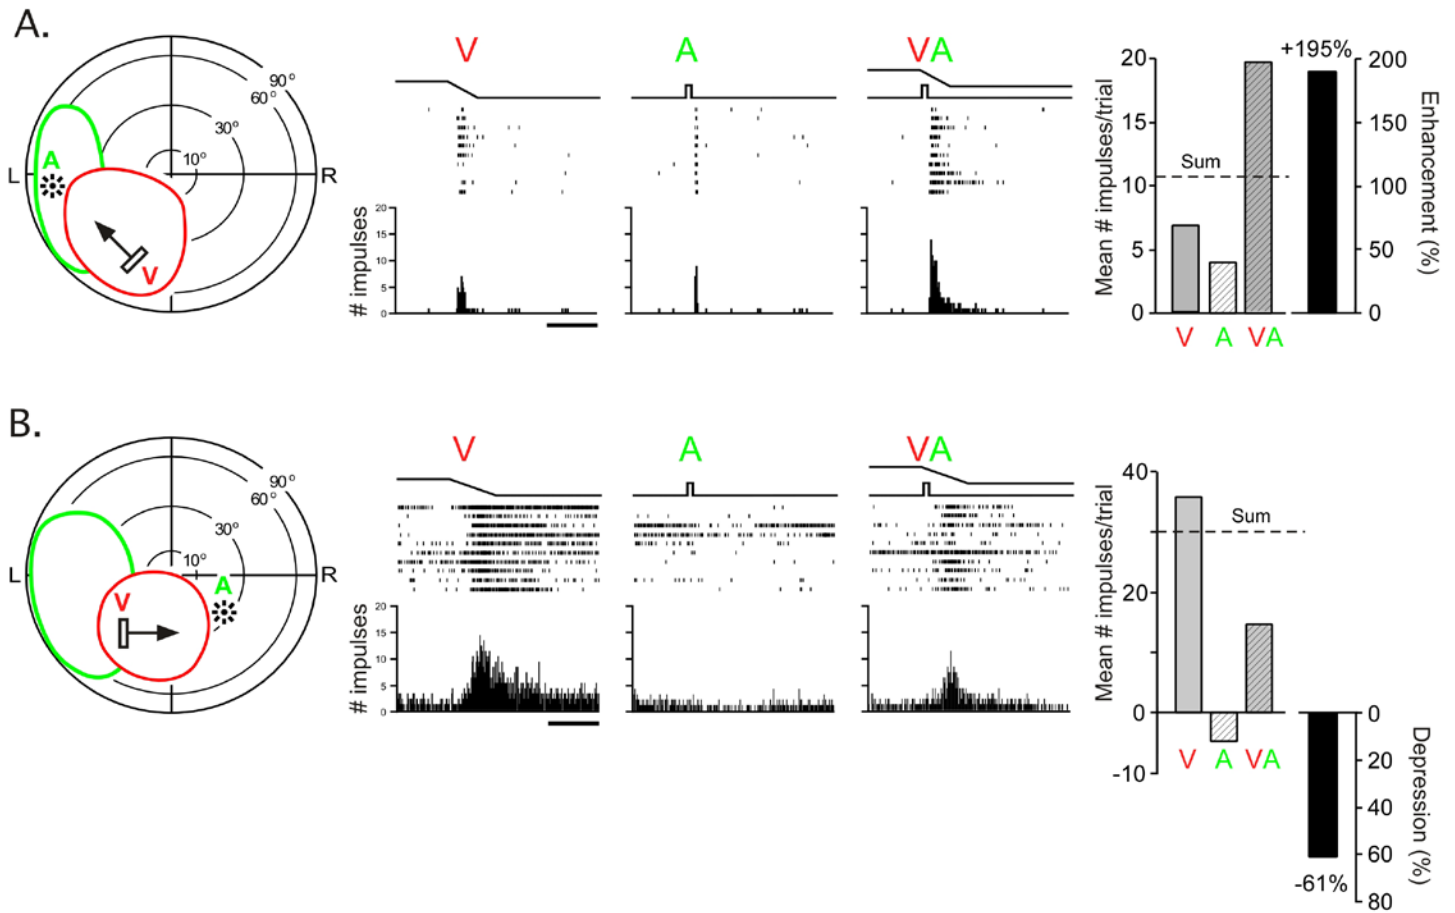 A.
V
A
VA
90°
60°
30°
10°
L
R
A
V
# impulses
20
15
10
5
0
Mean # impulses/trial
20
15
10
5
0
Sum
V
A
VA
+195%
200
150
100
50
0
Enhancement (%)
B.
V
A
VA
90°
60°
30°
10°
L
R
V
A
# impulses
20
15
10
5
0
Mean # impulses/trial
40
20
0
-10
Sum
V
A
VA
0
20
40
60
80
-61%
Depression (%)